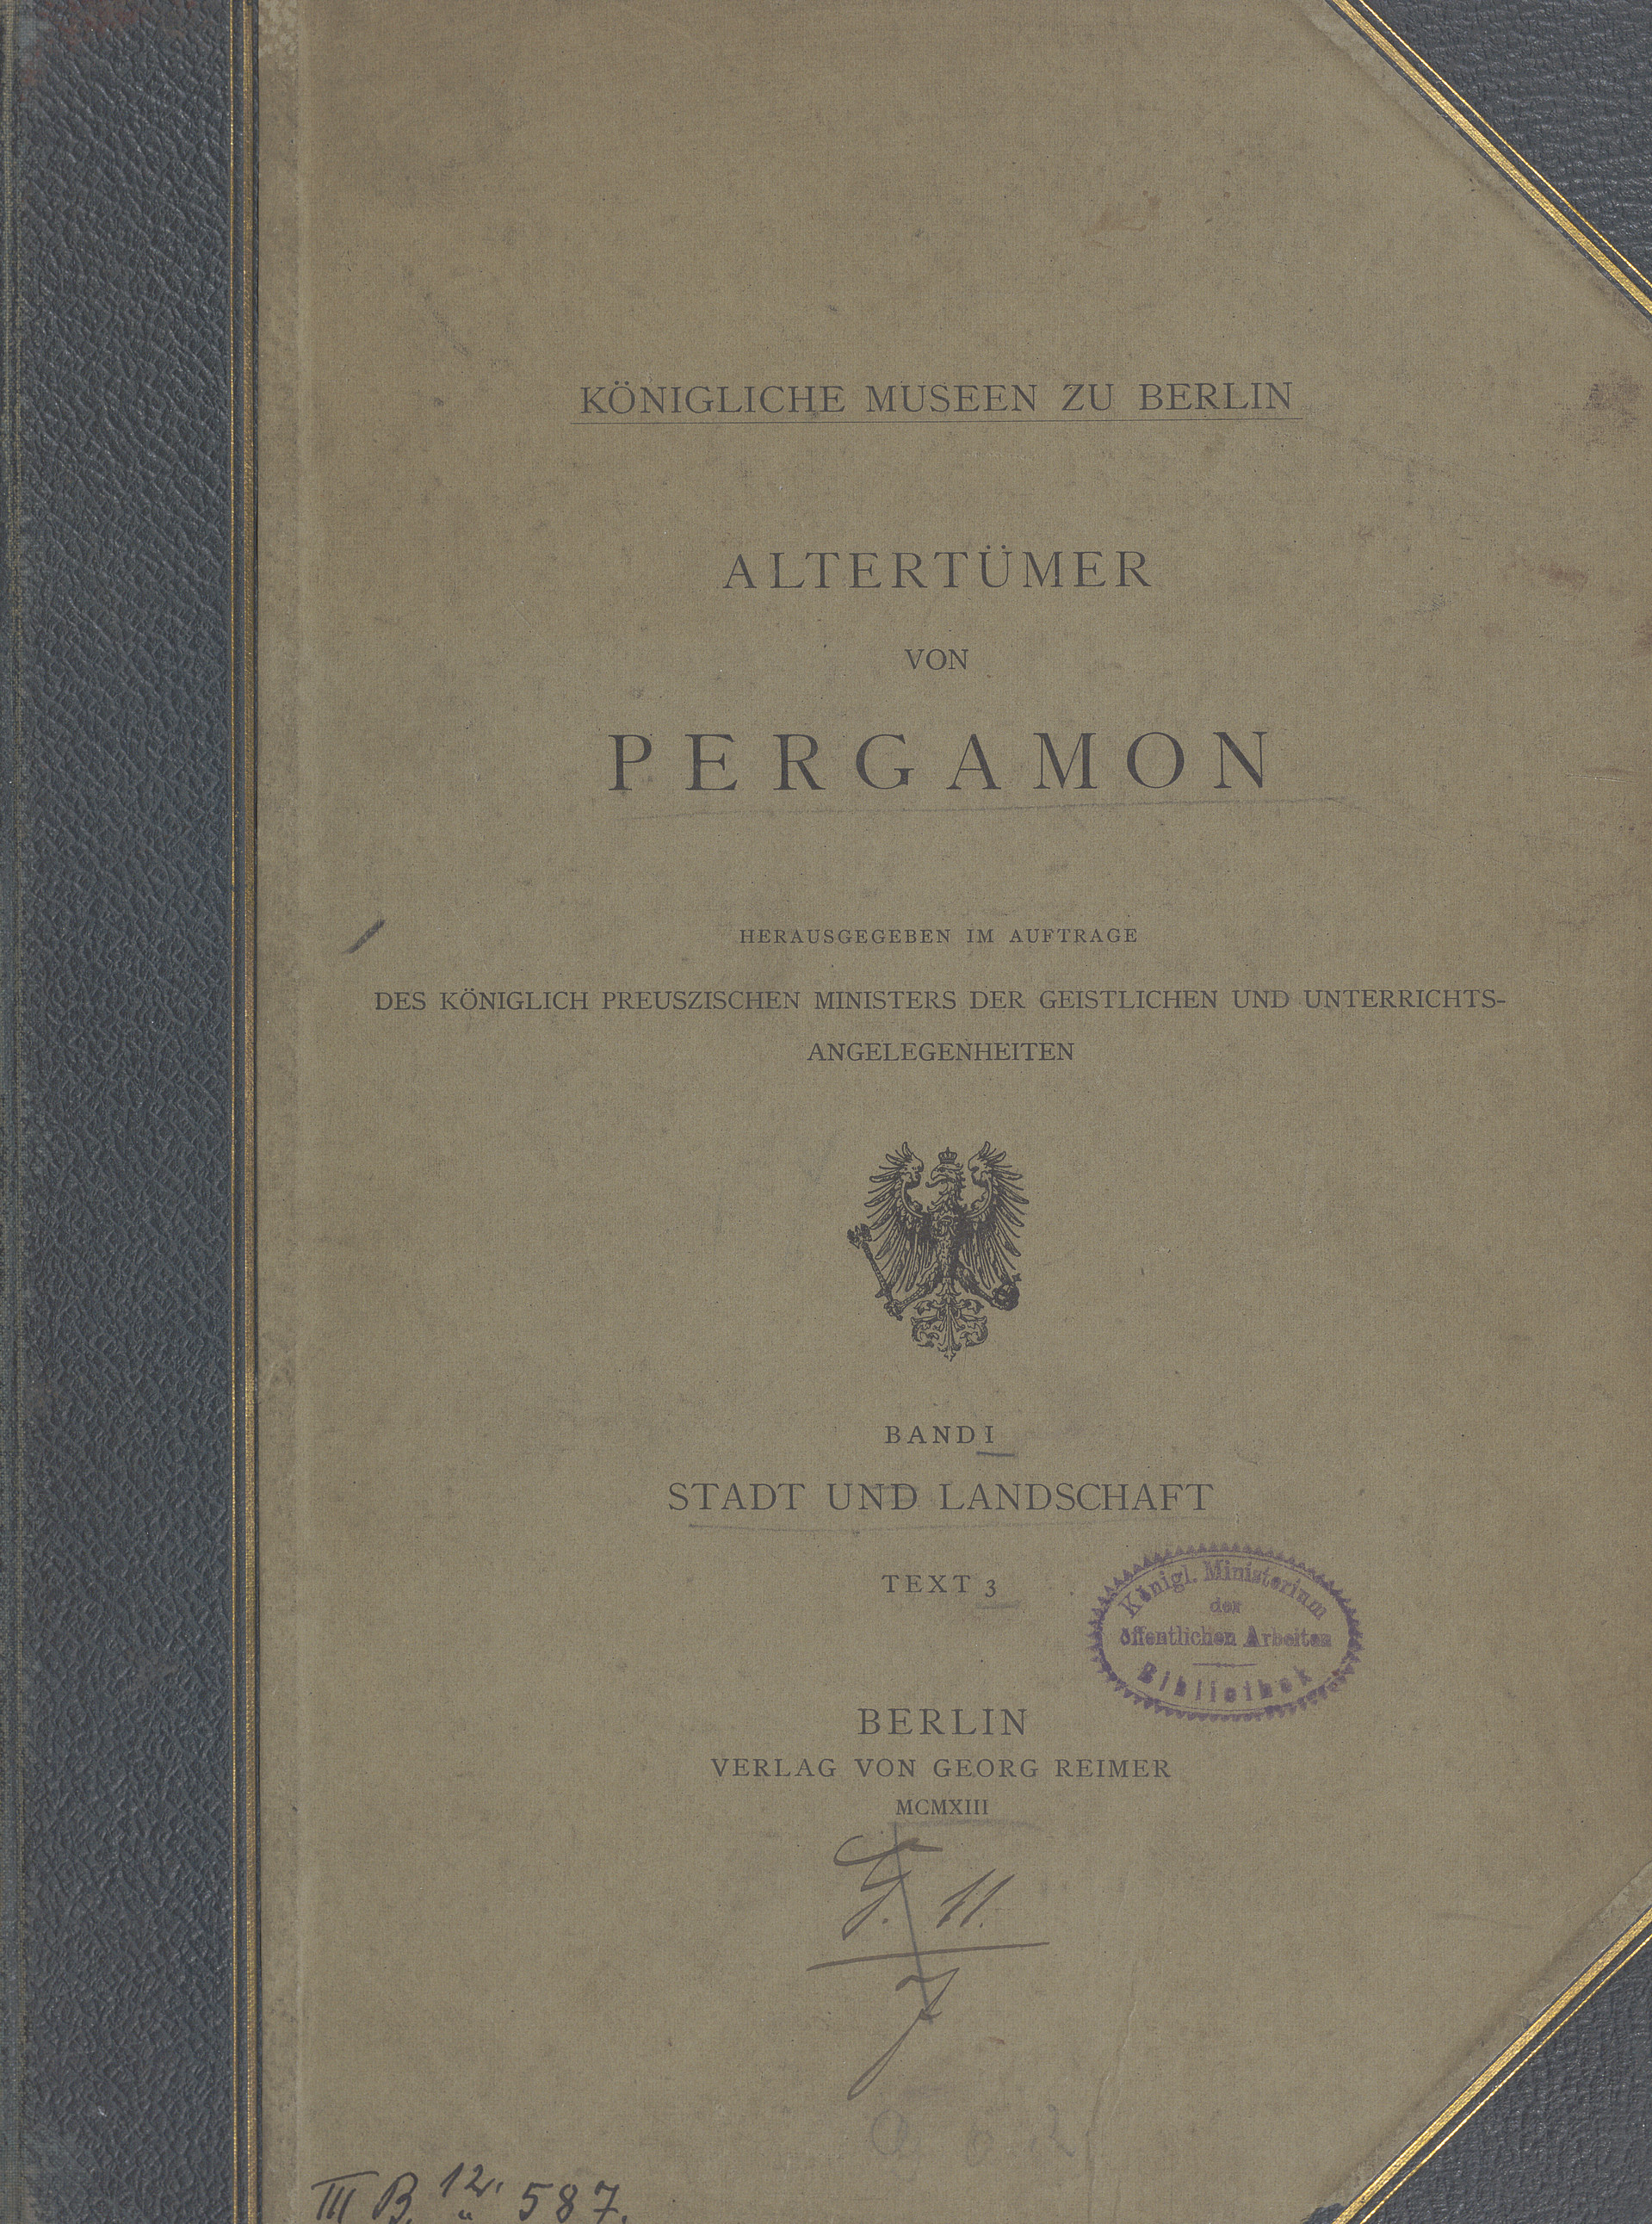 KÖNIGLICHE MUSEEN ZU BERLIN
ALTERTÜMER
VON
PERGAMON
HERAUSGEGEBEN IM AUFTRAGE
DES KÖNIGLICH PREUSZISCHEN MINISTERS DER GEISTLICHEN UND UNTERRICHTS-
ANGELEGENHEITEN
BAND I
STADT UND LANDSCHAFT
TEXT 3
Königl. Ministerium
der
öffentlichen Arbeiten
Bibliothek
BERLIN
VERLAG VON GEORG REIMER
MCMXIII
11.
III B. 12 587.